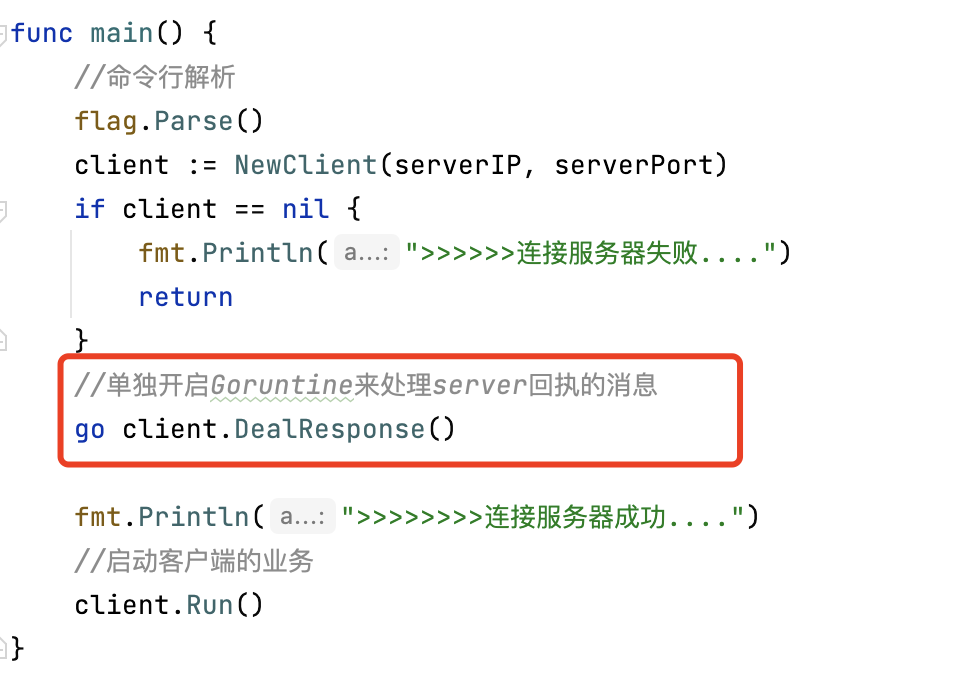 func main() {
//命令行解析
flag.Parse()
client := NewClient(serverIP, serverPort)
if client == nil {
fmt.Println( a...: ">>>>>>连接服务器失败....")
return
}
//单独开启Goruntine来处理server回执的消息
go client.DealResponse()
fmt.Println( a...: ">>>>>>>>连接服务器成功....")
//启动客户端的业务
client.Run()
}